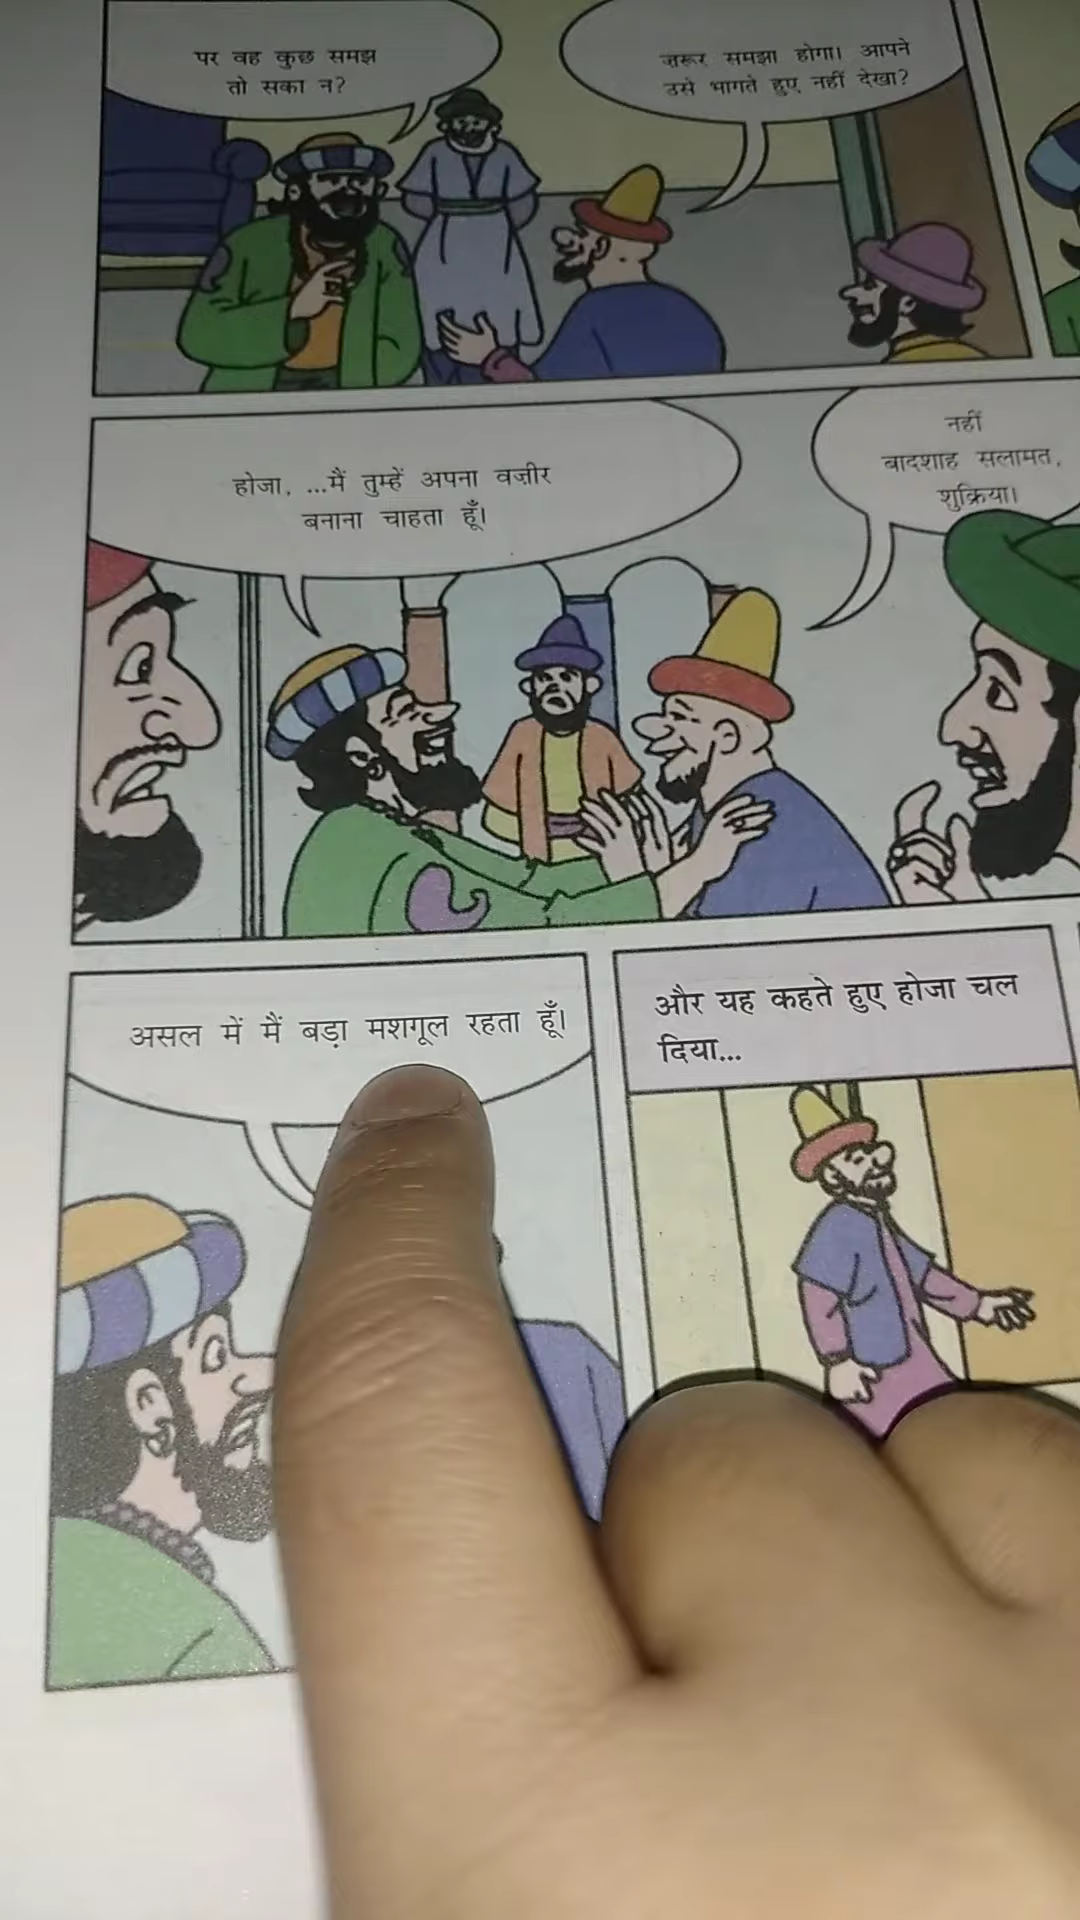 पर वह कुछ समझ
तो सका न?
ज़रूर समझा होगा। आपने
उसे भागते हुए नहीं देखा?
होजा, ...मैं तुम्हें अपना वज़ीर
बनाना चाहता हूँ।
नहीं
बादशाह सलामत,
शुक्रिया।
असल में मैं बड़ा मशगूल रहता हूँ।
और यह कहते हुए होजा चल
दिया...